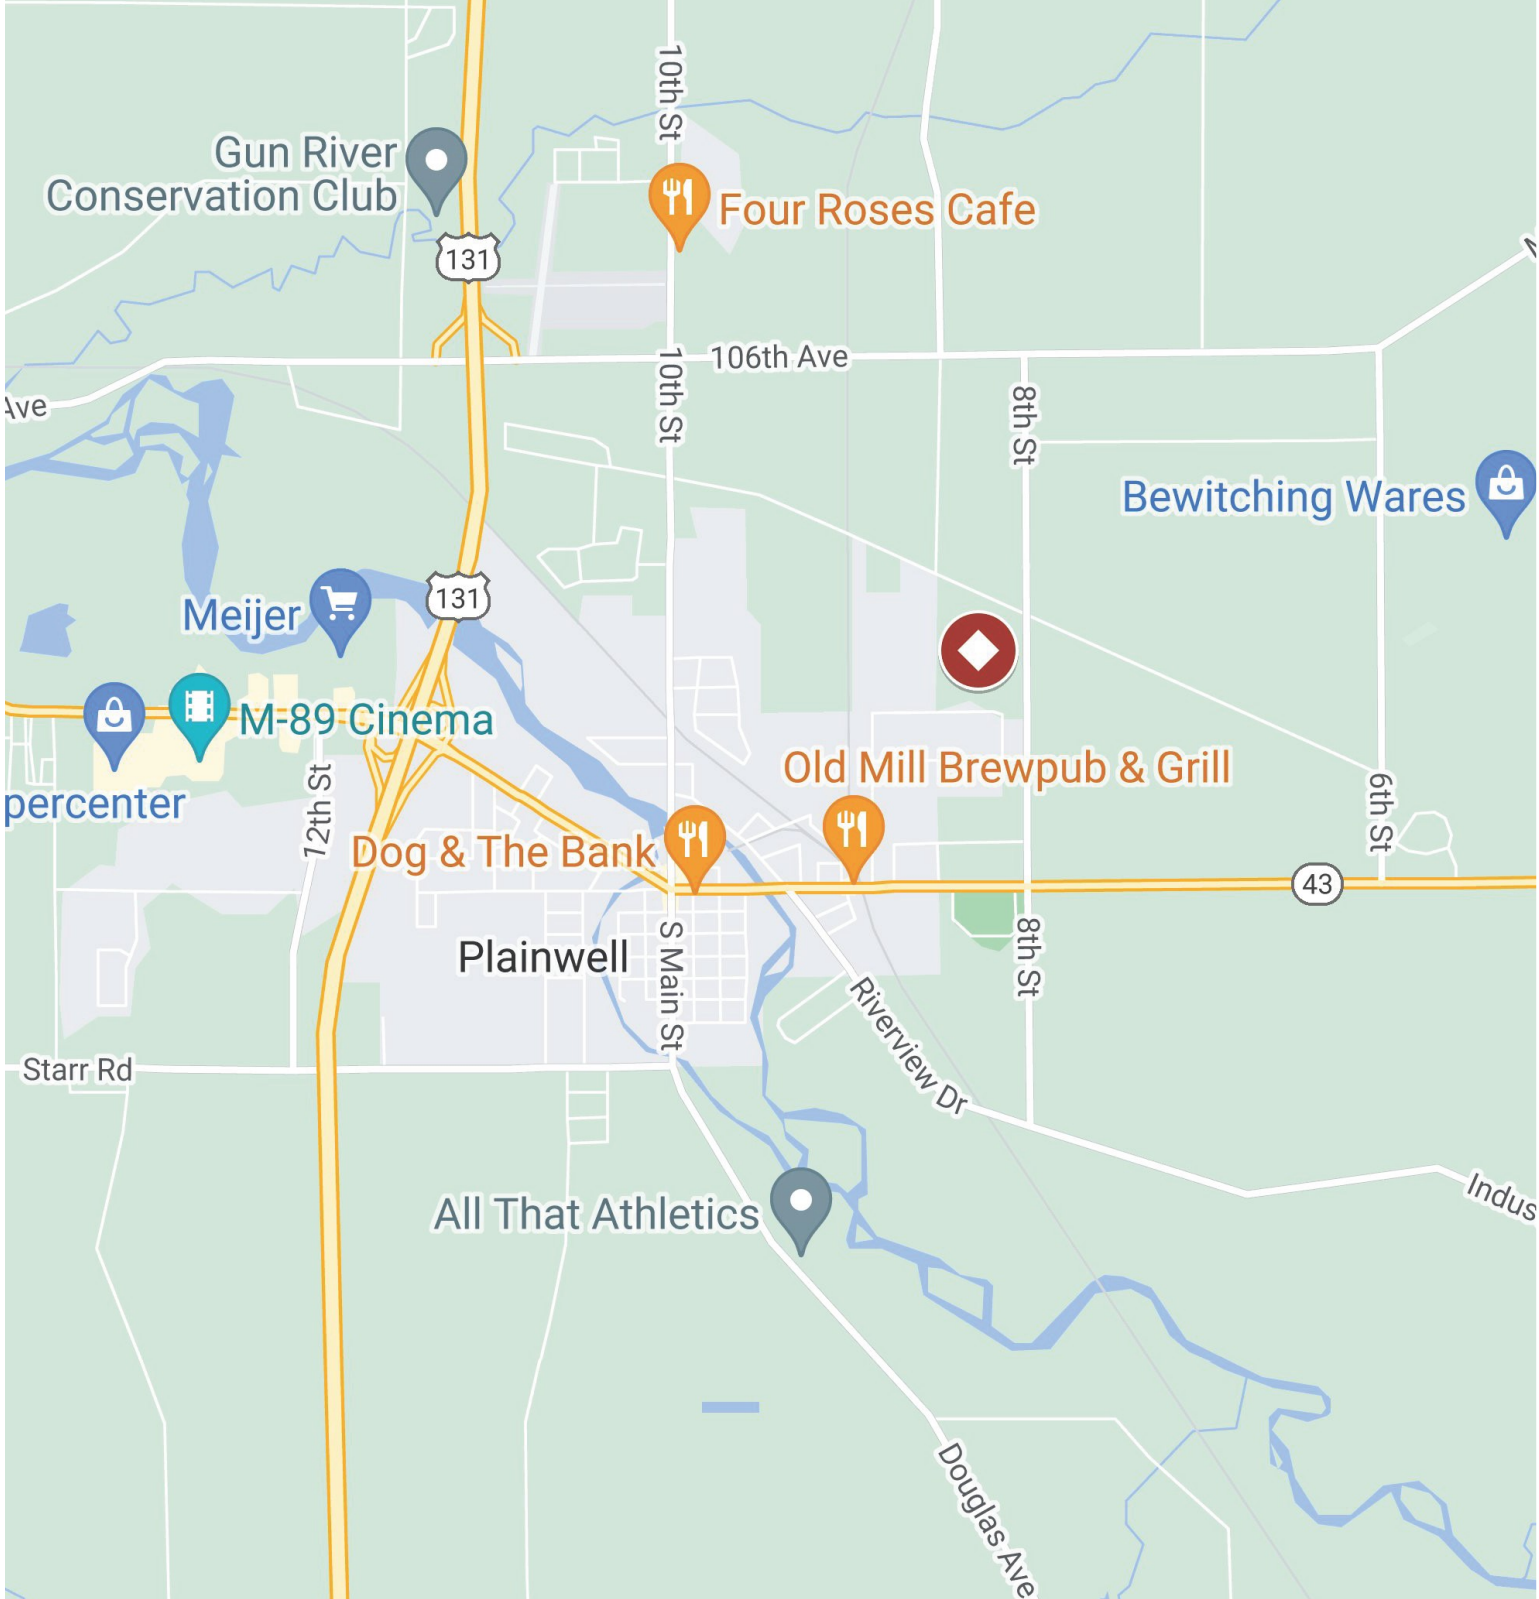 10th St
Gun River
Conservation Club
Four Roses Cafe
131
106th Ave
10th St
Ave
8th St
Bewitching Wares
131
Meijer
M-89 Cinema
Old Mill Brewpub & Grill
percenter
12th St
6th St
Dog & The Bank
43
Plainwell
S Main St
8th St
Riverview Dr
Starr Rd
Indus
All That Athletics
Douglas Ave